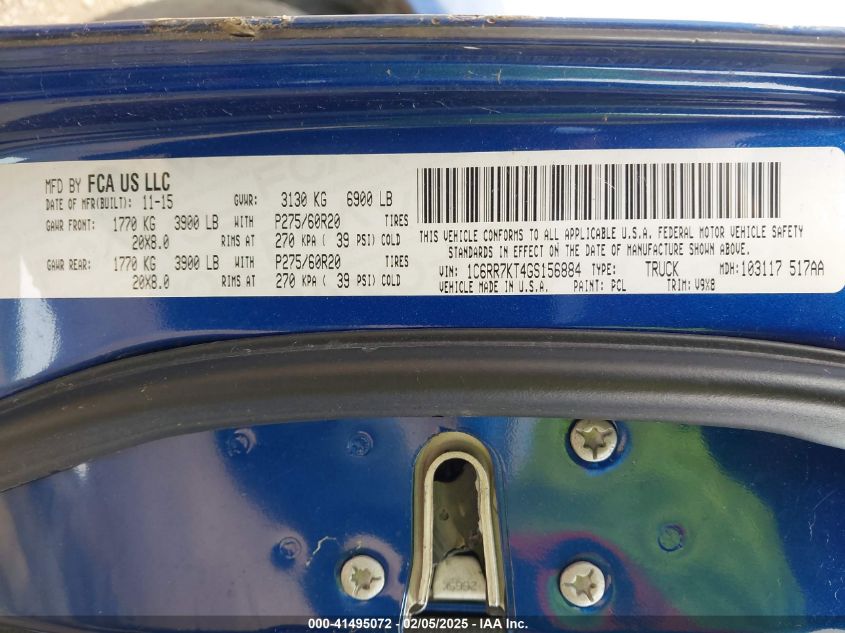 MFD BY FCA US LLC
DATE OF MFR(BUILT): 11-15 GVWR: 3130 KG 6900 LB
GAWR FRONT: 1770 KG 3900 LB WITH P275/60R20 TIRES
20X8.0 RIMS AT 270 KPA ( 39 PSI) COLD
GAWR REAR: 1770 KG 3900 LB WITH P275/60R20 TIRES
20X8.0 RIMS AT 270 KPA ( 39 PSI) COLD
THIS VEHICLE CONFORMS TO ALL APPLICABLE U.S.A. FEDERAL MOTOR VEHICLE SAFETY
STANDARDS IN EFFECT ON THE DATE OF MANUFACTURE SHOWN ABOVE.
VIN: 1C6RR7KT4GS156884 TYPE: TRUCK MDH: 103117 517AA
VEHICLE MADE IN U.S.A. PAINT: PCL TRIM: V9X8
000-41495072 - 02/05/2025 - IAA Inc.